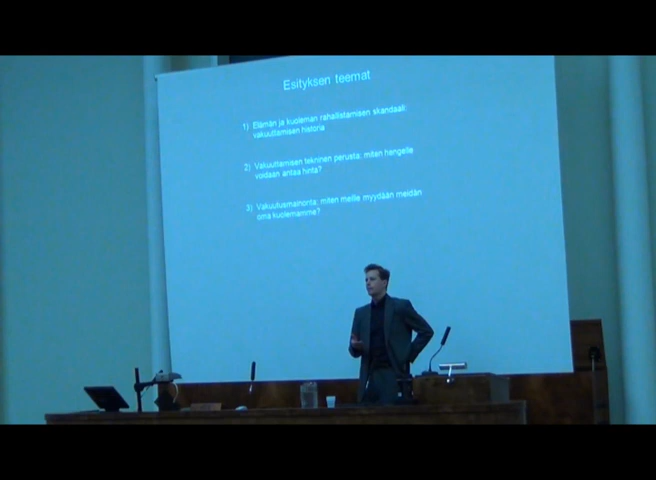 Esityksen teemat
1) Elämän ja kuoleman rahallistamisen skandaali:
vakuuttamisen historia
2) Vakuuttamisen tekninen perusta: miten hengelle
voidaan antaa hinta?
3) Vakuutusmainonta: miten meille myydään meidän
oma kuolemamme?